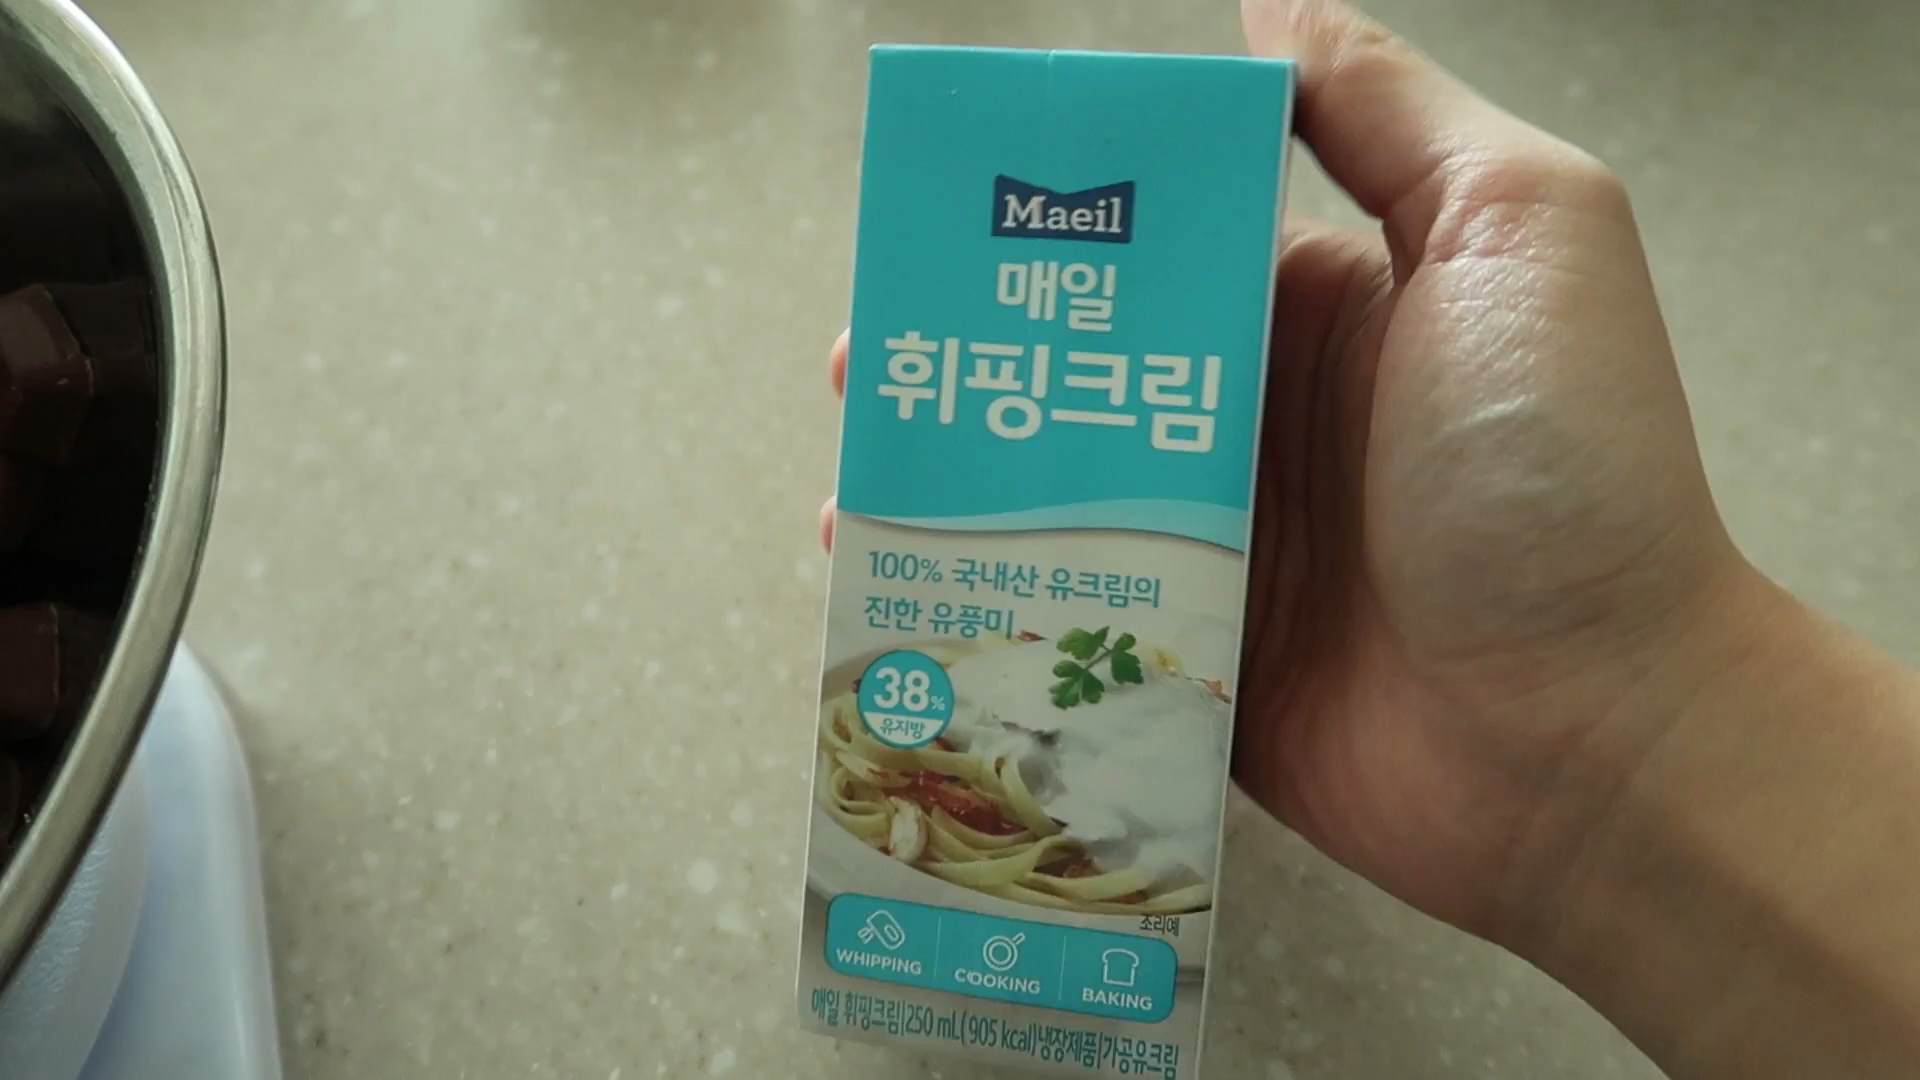 Maeil
매일
휘핑크림
100% 국내산 유크림의
진한 유풍미
38%
유지방
조리예
WHIPPING
COOKING
BAKING
매일 휘핑크림|250 mL(905 kcal)|냉장제품|가공유크림